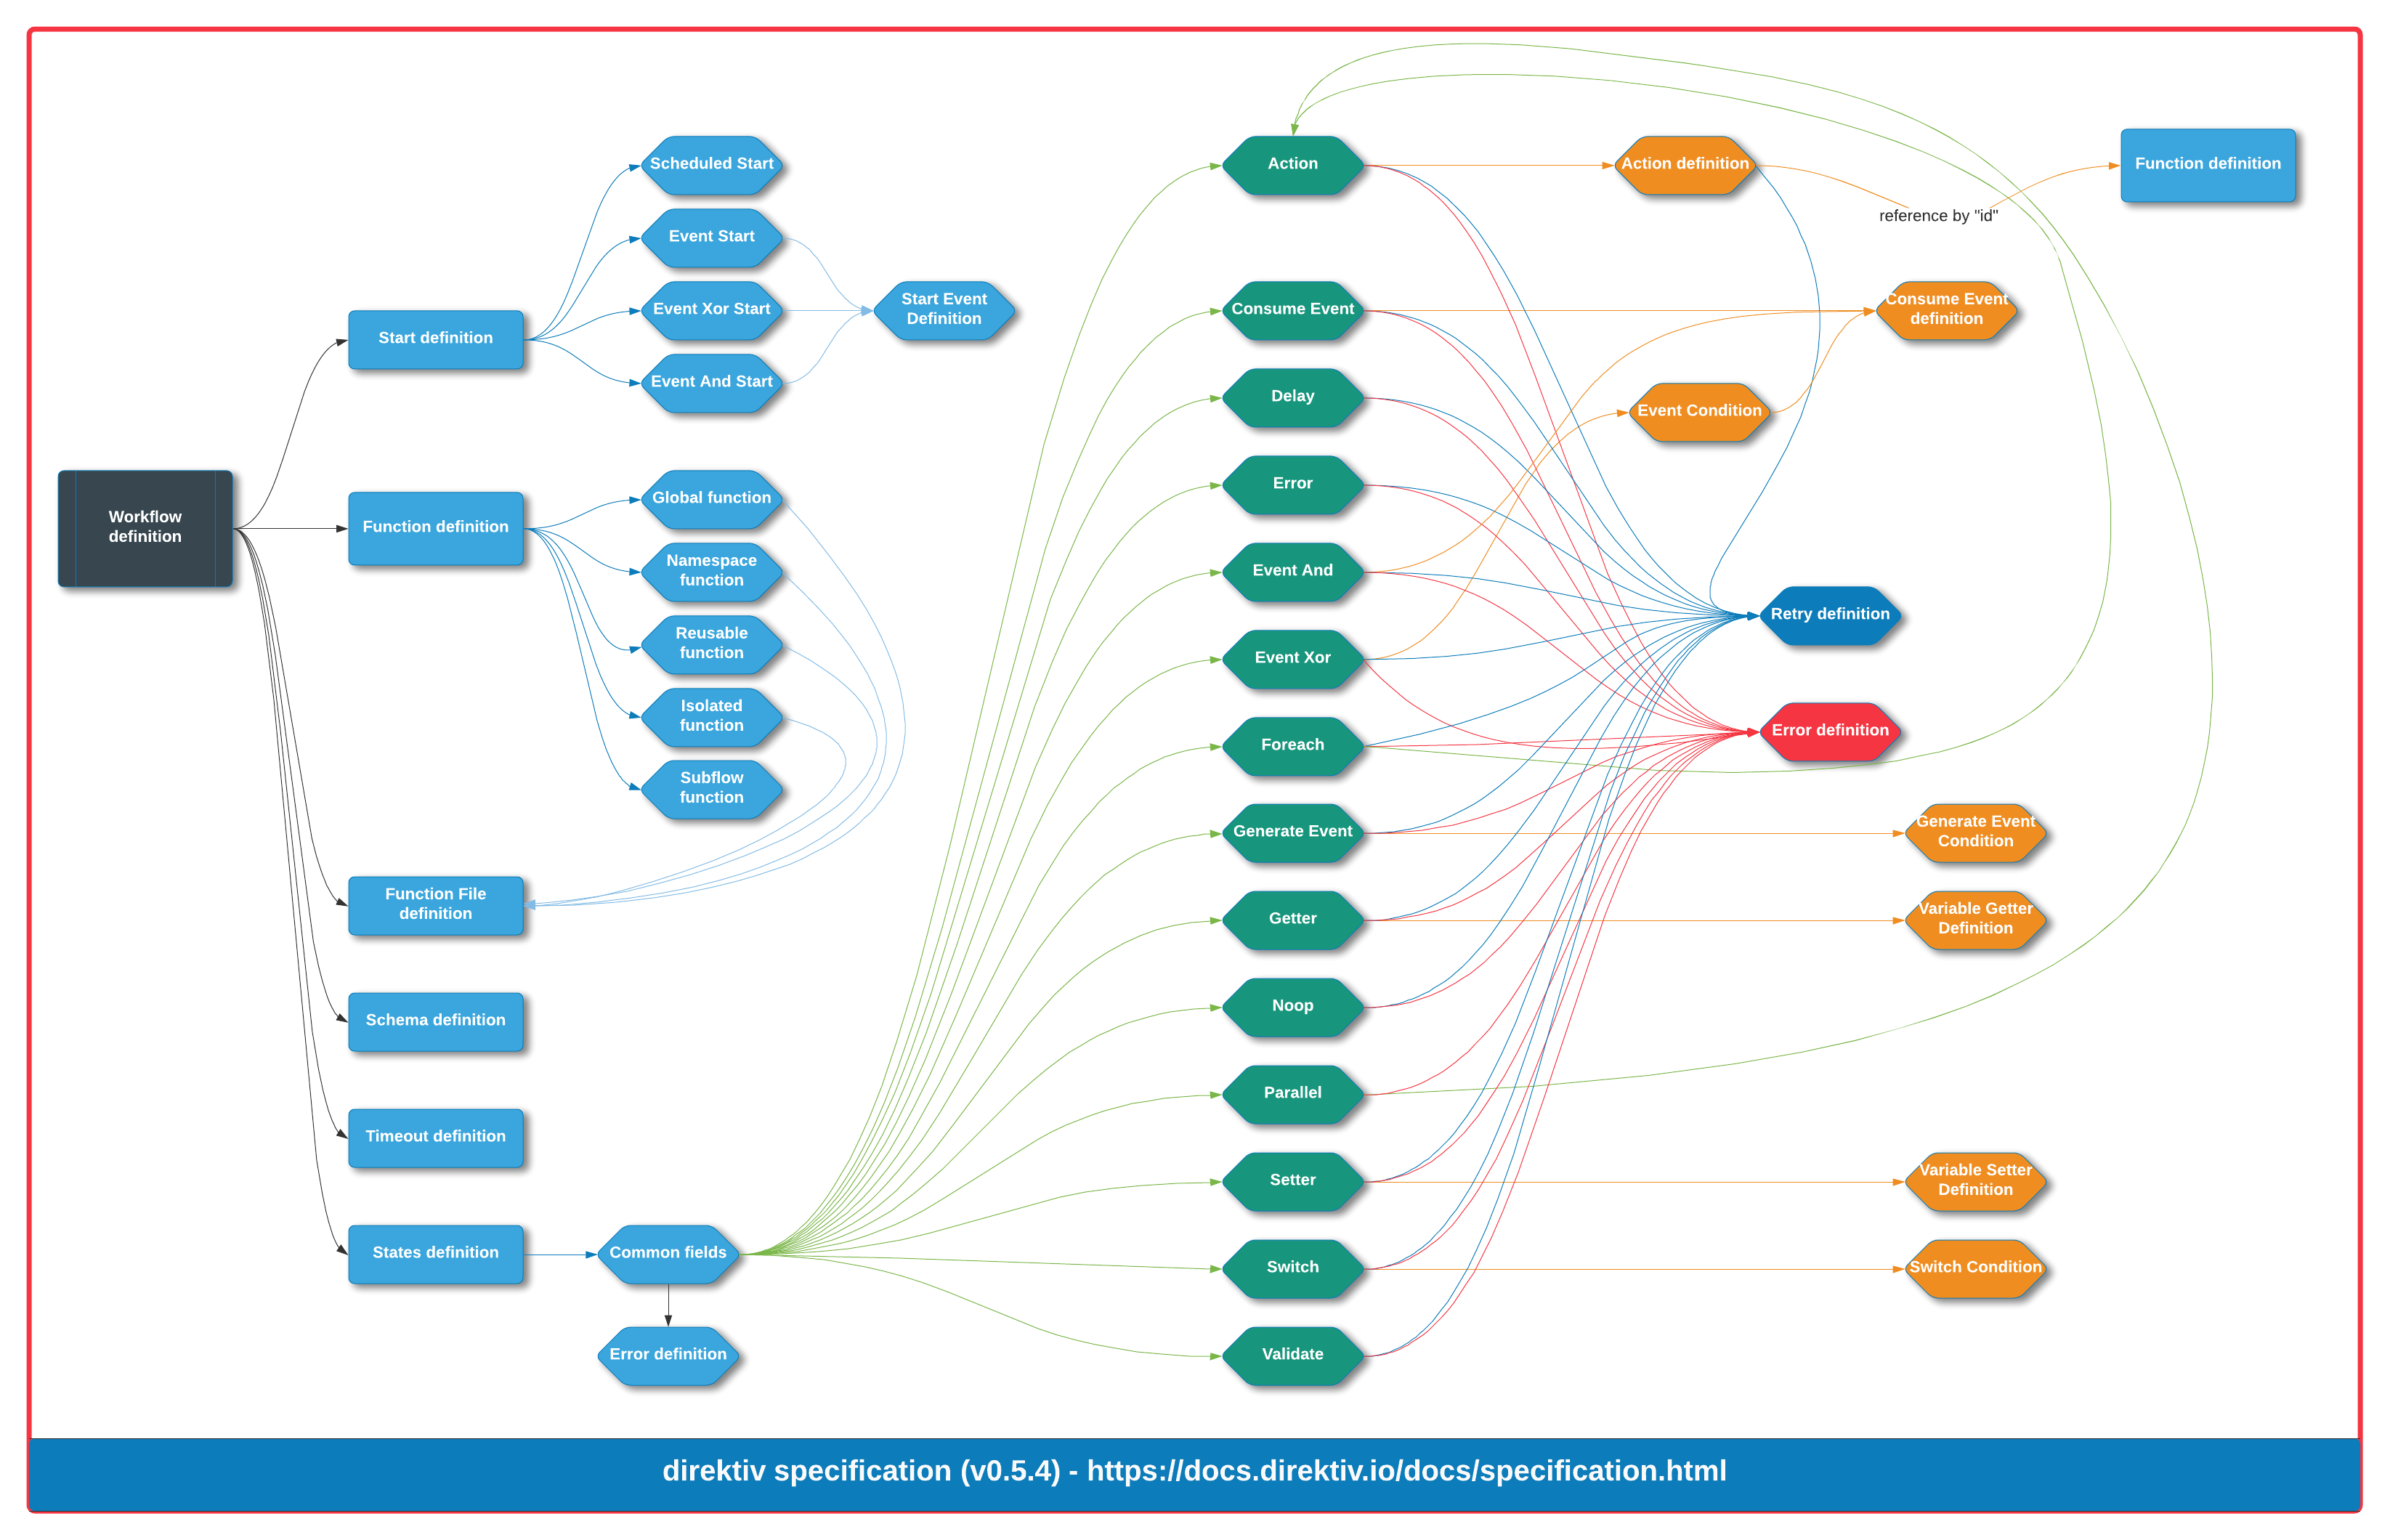 Scheduled Start
Event Start
Event Xor Start
Event And Start
Start Event
Definition
Start definition
Workflow
definition
Function definition
Global function
Namespace
function
Reusable
function
Isolated
function
Subflow
function
Function File
definition
Schema definition
Timeout definition
States definition
Common fields
Error definition
Action
Consume Event
Delay
Error
Event And
Event Xor
Foreach
Generate Event
Getter
Noop
Parallel
Setter
Switch
Validate
Action definition
reference by "id"
Function definition
Consume Event
definition
Event Condition
Retry definition
Error definition
Generate Event
Condition
Variable Getter
Definition
Variable Setter
Definition
Switch Condition
direktiv specification (v0.5.4) - https://docs.direktiv.io/docs/specification.html